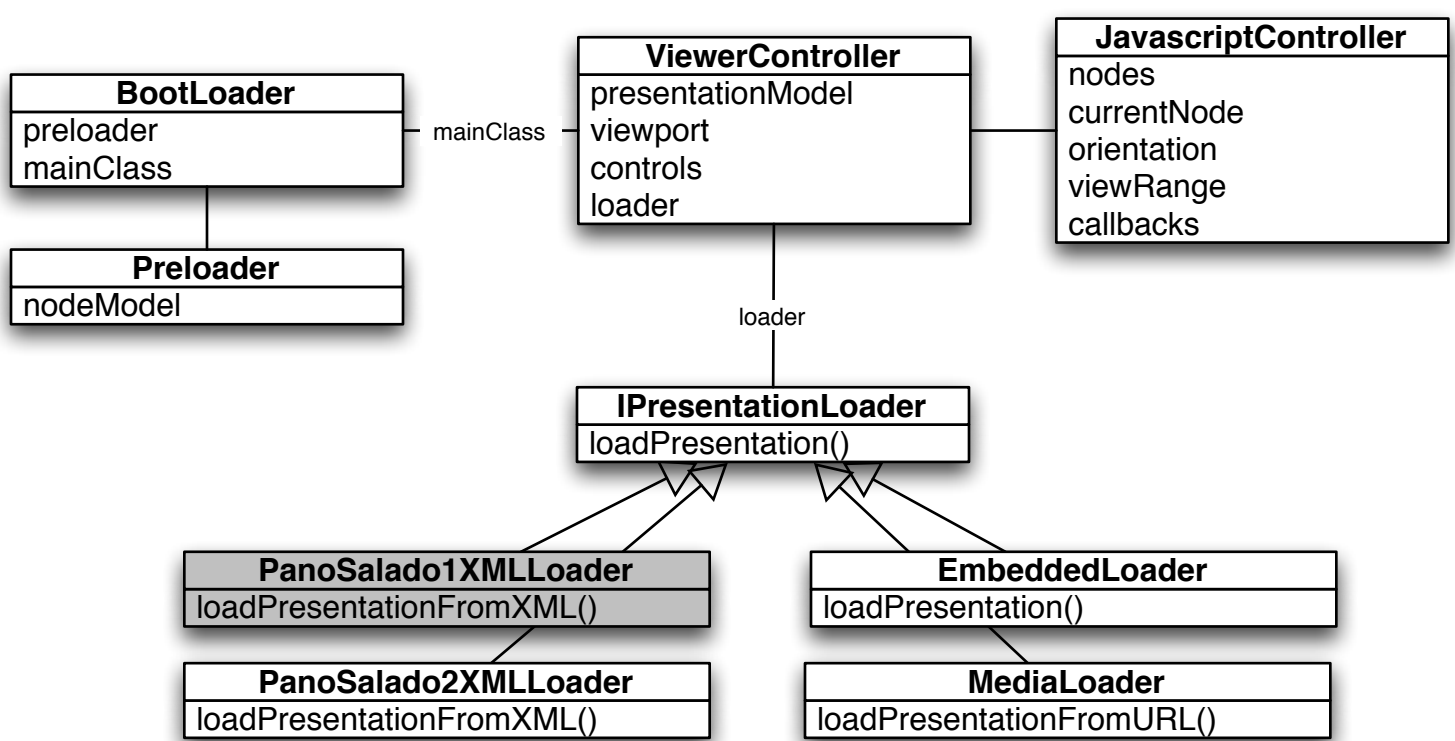 BootLoader
preloader
mainClass
mainClass
ViewerController
presentationModel
viewport
controls
loader
JavascriptController
nodes
currentNode
orientation
viewRange
callbacks
Preloader
nodeModel
loader
IPresentationLoader
loadPresentation()
PanoSalado1XMLLoader
loadPresentationFromXML()
EmbeddedLoader
loadPresentation()
PanoSalado2XMLLoader
loadPresentationFromXML()
MediaLoader
loadPresentationFromURL()